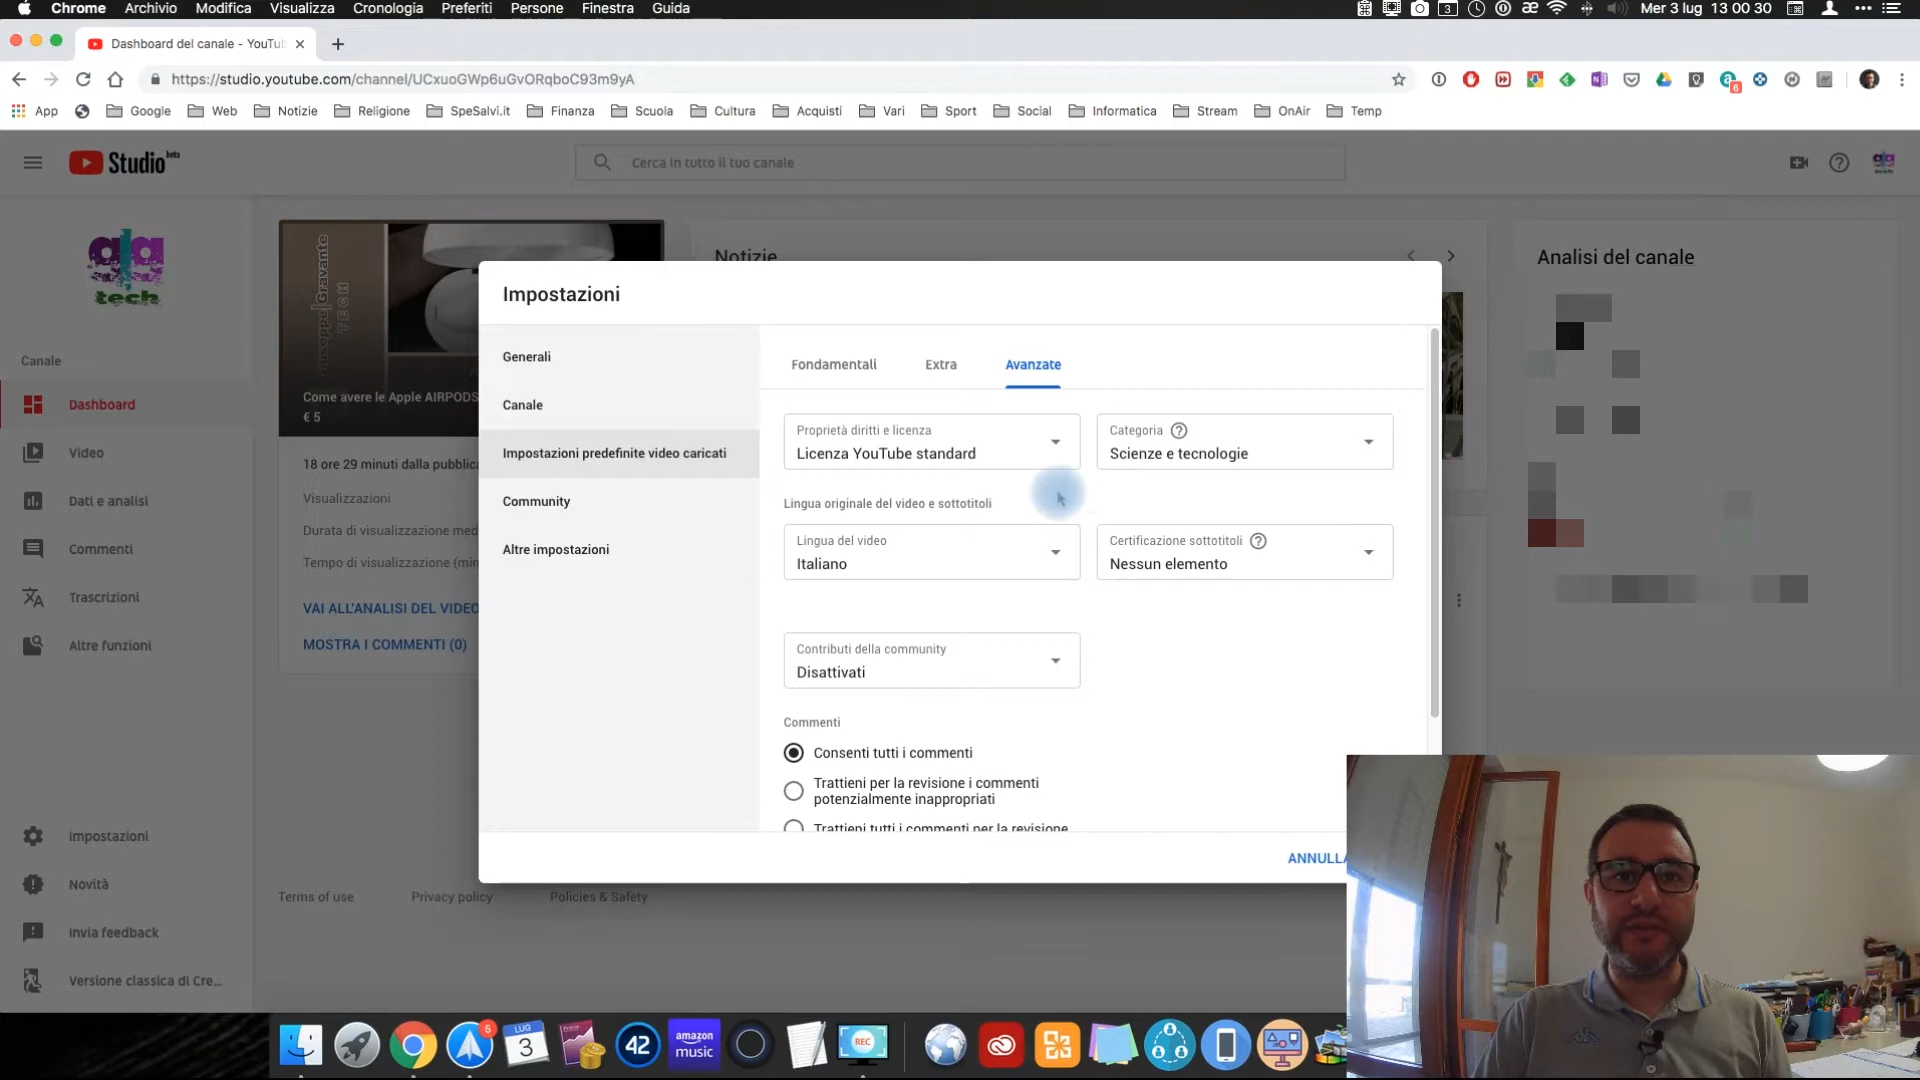 Chrome Archivio Modifica Visualizza Cronologia Preferiti Persone Finestra Guida
3
Mer 3 lug 13 00 30
Dashboard del canale - YouTu
https://studio.youtube.com/channel/UCxuoGWp6uGvORqboC93m9yA
6
App Google Web Notizie Religione SpeSalvi.it Finanza Scuola Cultura Acquisti Vari Sport Social Informatica Stream OnAir Temp
Studio beta
Cerca in tutto il tuo canale
tech
Canale
Dashboard
Video
Dati e analisi
Commenti
Trascrizioni
Altre funzioni
Impostazioni
Novità
Invia feedback
Versione classica di Cre...
Giuseppe Gravante
TECH
Come avere le Apple AIRPODS
€ 5
18 ore 29 minuti dalla pubblica
Visualizzazioni
Durata di visualizzazione med
Tempo di visualizzazione (min
VAI ALL'ANALISI DEL VIDEO
MOSTRA I COMMENTI (0)
Terms of use Privacy policy Policies & Safety
Notizie
Analisi del canale
Impostazioni
Generali
Canale
Impostazioni predefinite video caricati
Community
Altre impostazioni
Fondamentali Extra Avanzate
Proprietà diritti e licenza
Licenza YouTube standard
Categoria ?
Scienze e tecnologie
Lingua originale del video e sottotitoli
Lingua del video
Italiano
Certificazione sottotitoli ?
Nessun elemento
Contributi della community
Disattivati
Commenti
Consenti tutti i commenti
Trattieni per la revisione i commenti
potenzialmente inappropriati
Trattieni tutti i commenti per la revisione
ANNULLA
5
LUG
3
42
amazon
music
REC